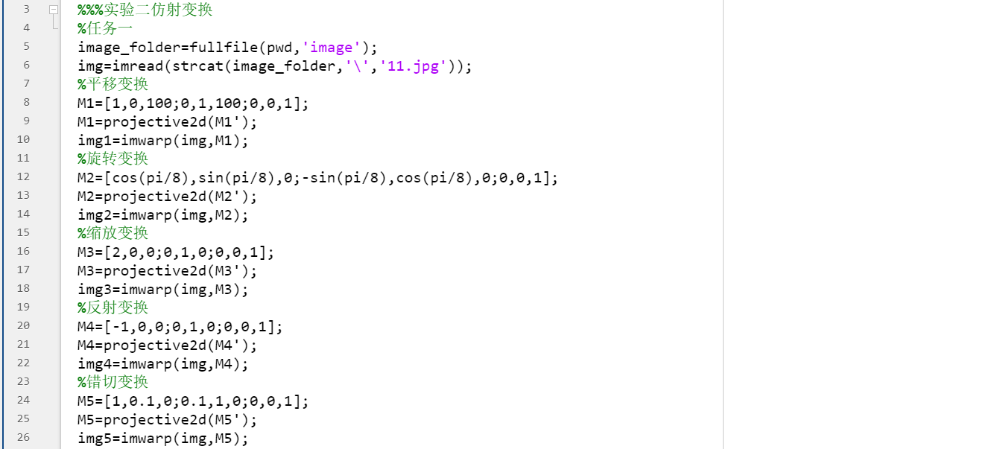 3 %%%实验二仿射变换
4 %任务一
5 image_folder=fullfile(pwd,'image');
6 img=imread(strcat(image_folder,'\','11.jpg'));
7 %平移变换
8 M1=[1,0,100;0,1,100;0,0,1];
9 M1=projective2d(M1');
10 img1=imwarp(img,M1);
11 %旋转变换
12 M2=[cos(pi/8),sin(pi/8),0;-sin(pi/8),cos(pi/8),0;0,0,1];
13 M2=projective2d(M2');
14 img2=imwarp(img,M2);
15 %缩放变换
16 M3=[2,0,0;0,1,0;0,0,1];
17 M3=projective2d(M3');
18 img3=imwarp(img,M3);
19 %反射变换
20 M4=[-1,0,0;0,1,0;0,0,1];
21 M4=projective2d(M4');
22 img4=imwarp(img,M4);
23 %错切变换
24 M5=[1,0.1,0;0.1,1,0;0,0,1];
25 M5=projective2d(M5');
26 img5=imwarp(img,M5);